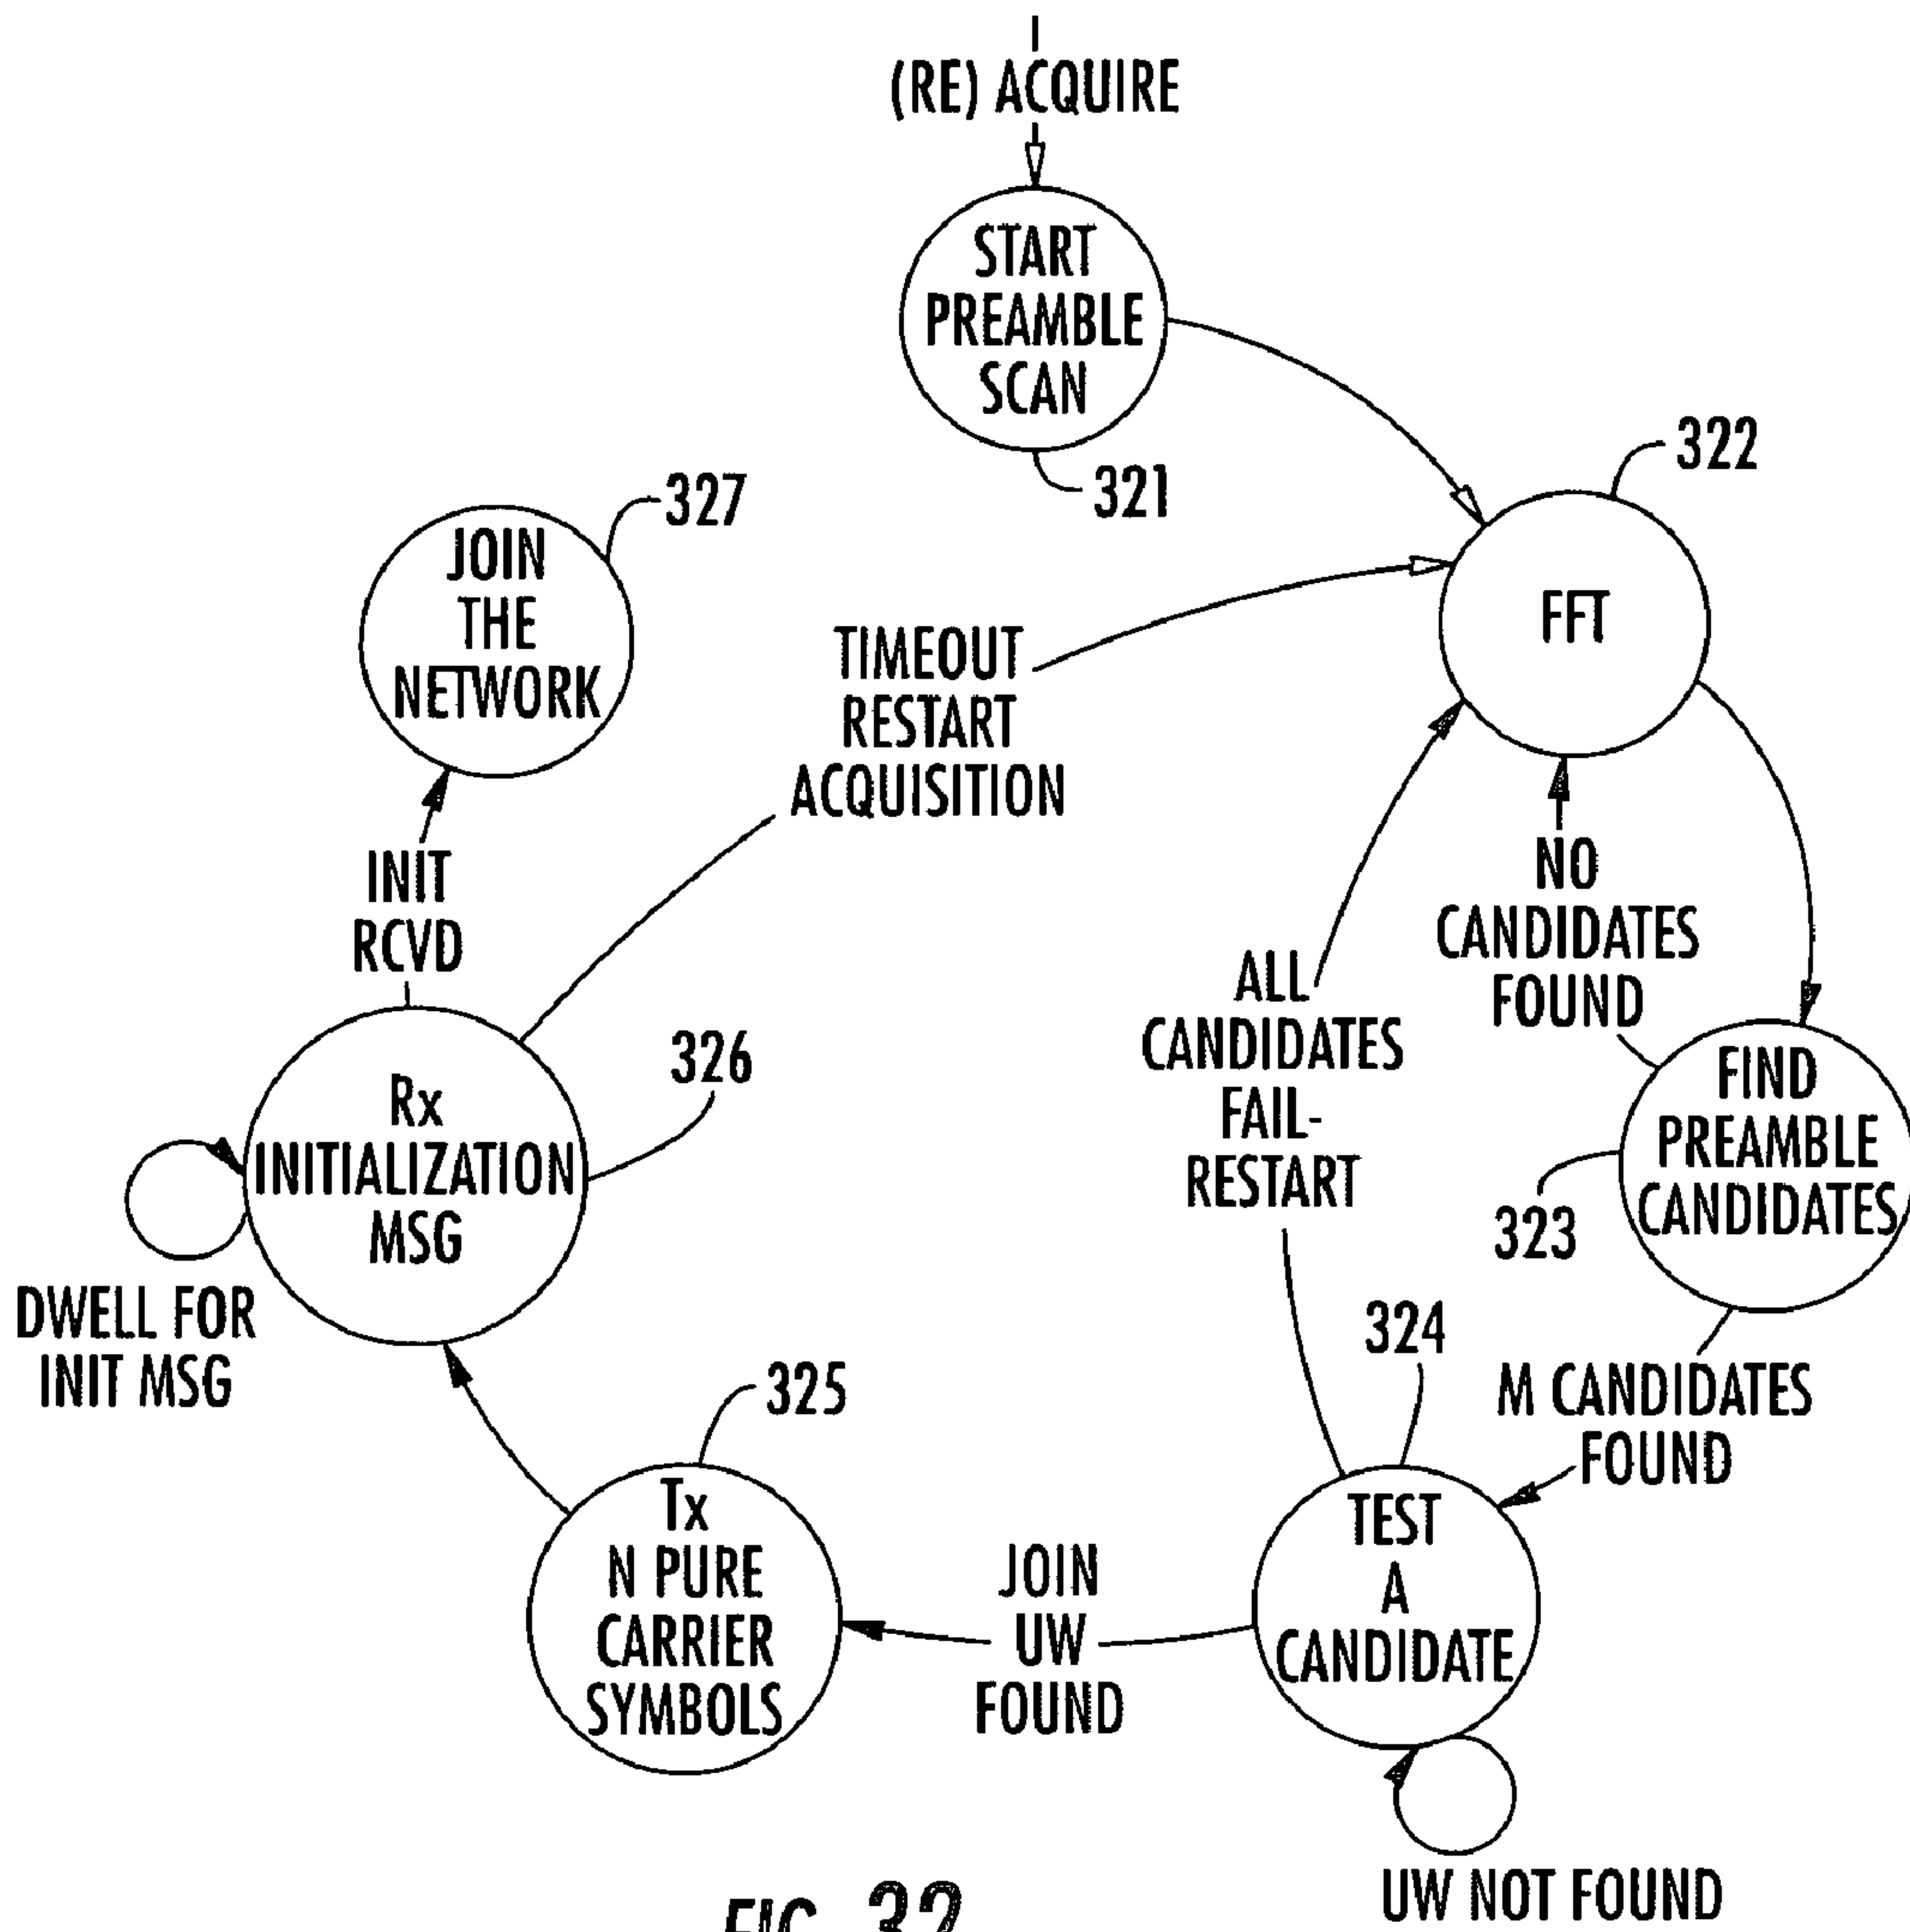 (RE) ACQUIRE
START
PREAMBLE
SCAN
321
322
FFT
327
JOIN
THE
NETWORK
TIMEOUT
RESTART
ACQUISITION
INIT
RCVD
NO
CANDIDATES
FOUND
ALL
CANDIDATES
FAIL-
RESTART
FIND
PREAMBLE
CANDIDATES
323
326
Rx
INITIALIZATION
MSG
DWELL FOR
INIT MSG
324
M CANDIDATES
FOUND
325
Tx
N PURE
CARRIER
SYMBOLS
JOIN
UW
FOUND
TEST
A
CANDIDATE
UW NOT FOUND
FIG. 32